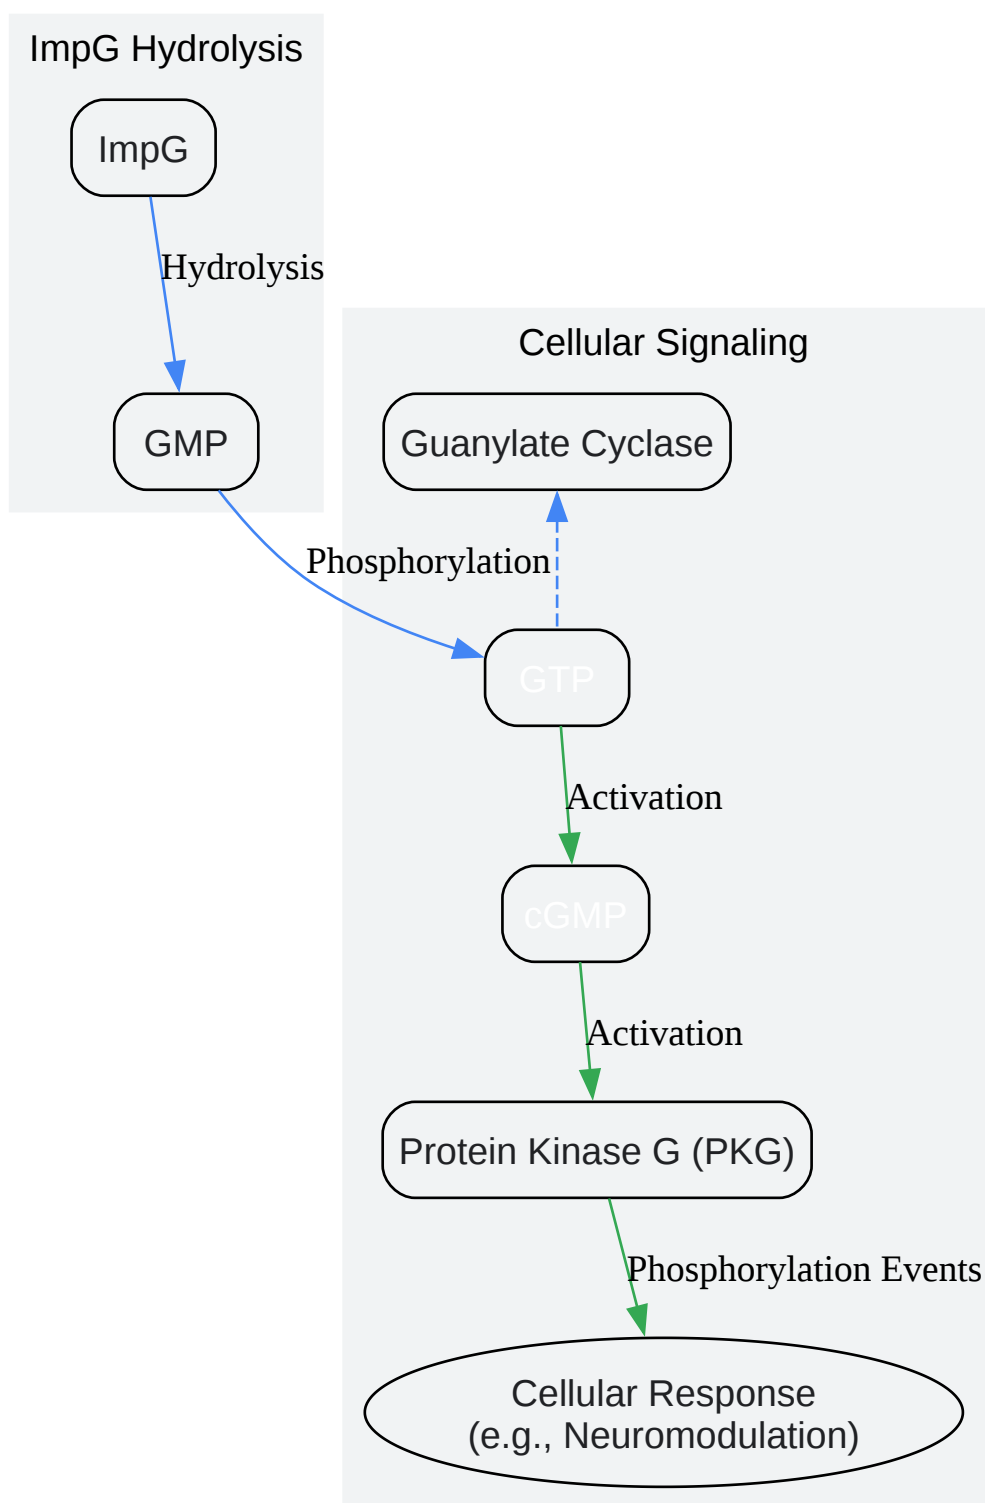 ImpG Hydrolysis
ImpG
Hydrolysis
GMP
Cellular Signaling
Guanylate Cyclase
Phosphorylation
GTP
Activation
cGMP
Activation
Protein Kinase G (PKG)
Phosphorylation Events
Cellular Response
(e.g., Neuromodulation)